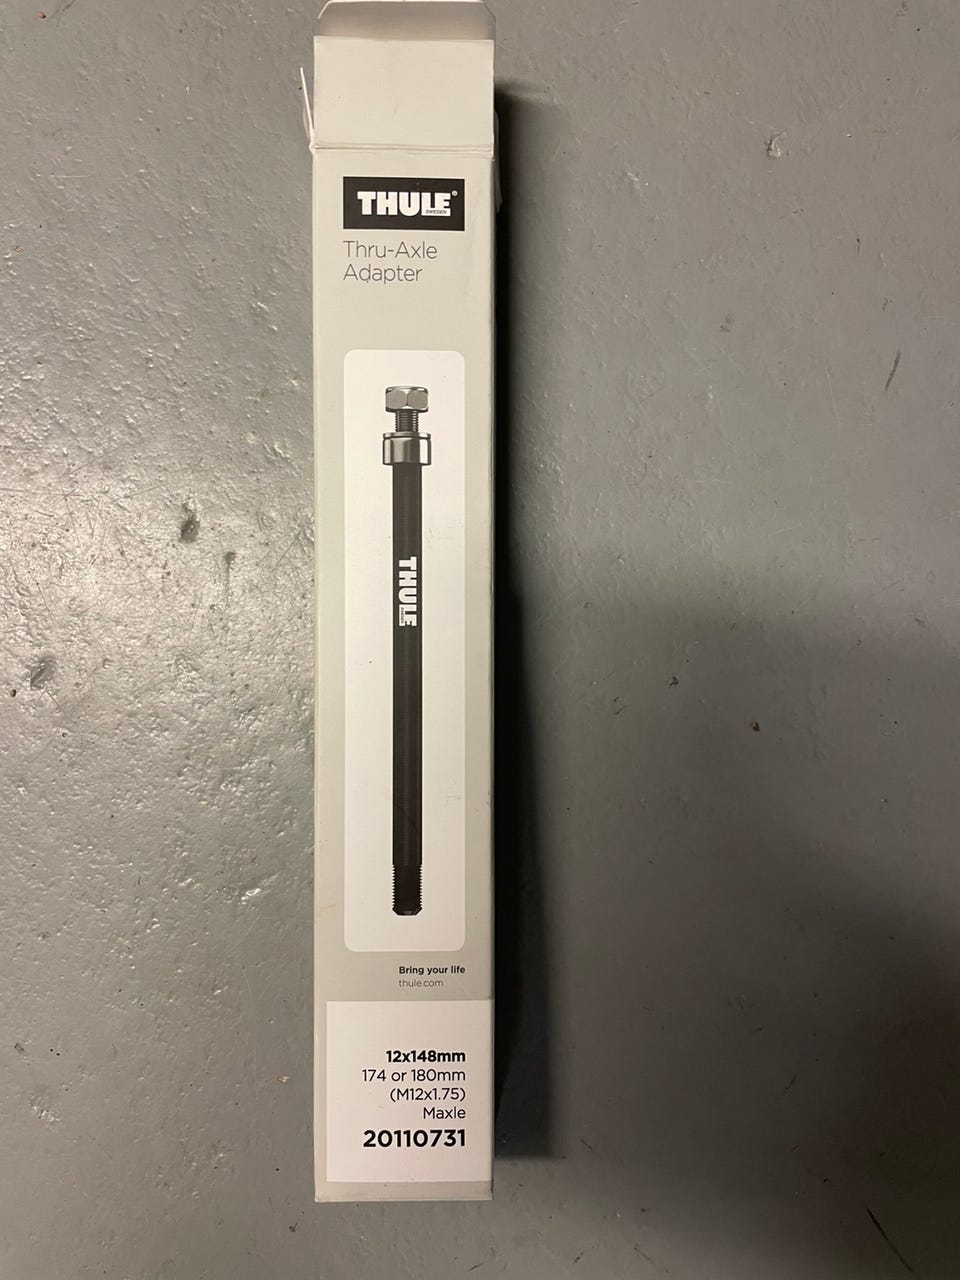 THULE®
SWEDEN
Thru-Axle
Adapter
THULE
SWEDEN
Bring your life
thule.com
12x148mm
174 or 180mm
(M12x1.75)
Maxle
20110731